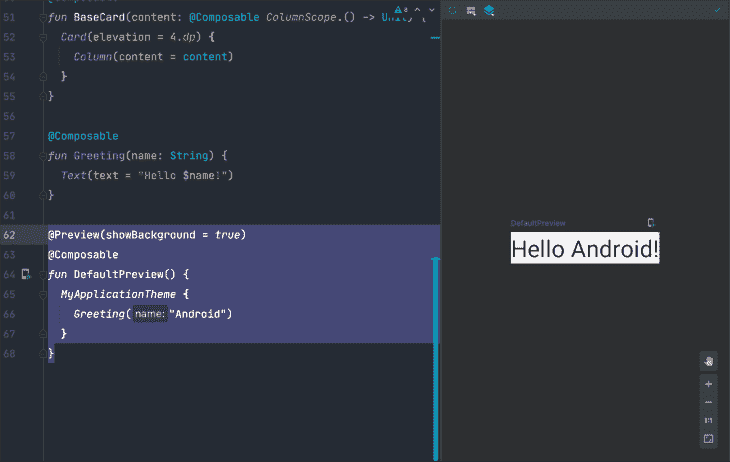 51 fun BaseCard(content: @Composable ColumnScope.() -> Unit) {
52 Card(elevation = 4.dp) {
53 Column(content = content)
54 }
55 }
56
57 @Composable
58 fun Greeting(name: String) {
59 Text(text = "Hello $name!")
60 }
61
62 @Preview(showBackground = true)
63 @Composable
64 fun DefaultPreview() {
65 MyApplicationTheme {
66 Greeting(name: "Android")
67 }
68 }
DefaultPreview
Hello Android!
+
−
1:1